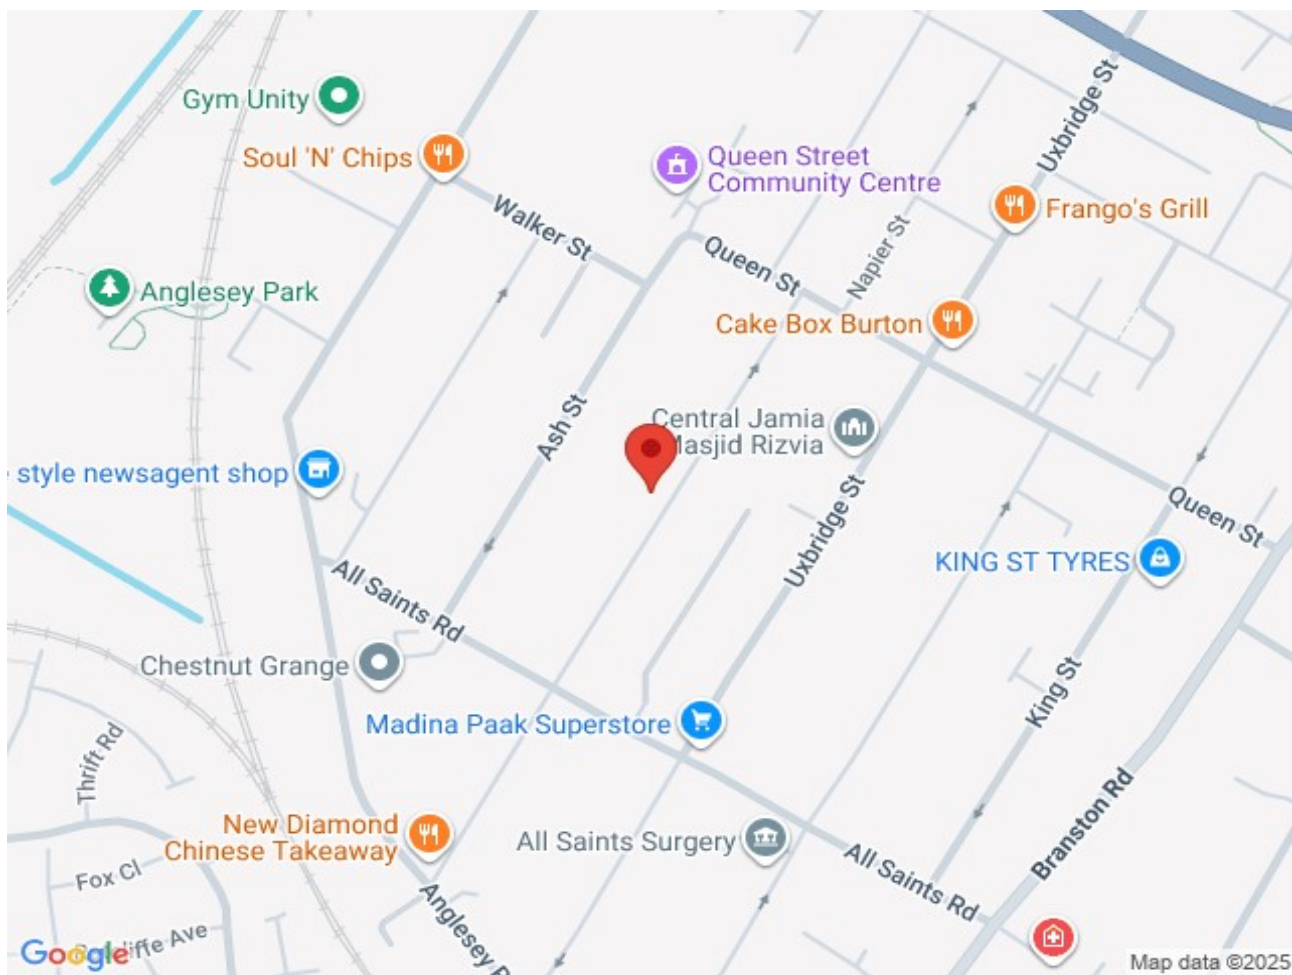 Gym Unity
Soul 'N' Chips
Queen Street
Community Centre
Uxbridge St
Frango's Grill
Walker St
Queen St
Napier St
Anglesey Park
Cake Box Burton
Ash St
Central Jamia
Masjid Rizvia
style newsagent shop
Uxbridge St
Queen St
KING ST TYRES
All Saints Rd
Chestnut Grange
King St
Madina Paak Superstore
Thrift Rd
Branston Rd
New Diamond
Chinese Takeaway
All Saints Surgery
All Saints Rd
Fox Cl
Anglesey
Ave
Google
Map data ©2025